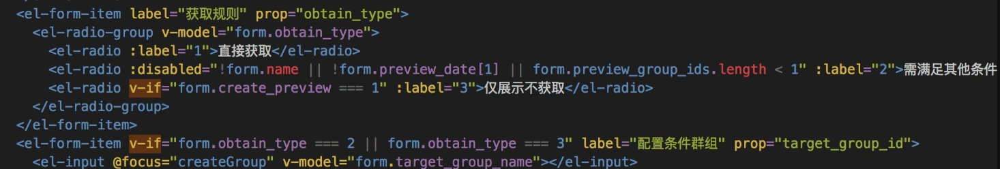 <el-form-item label="获取规则" prop="obtain_type">
<el-radio-group v-model="form.obtain_type">
<el-radio :label="1">直接获取</el-radio>
<el-radio :disabled="!form.name || !form.preview_date[1] || form.preview_group_ids.length < 1" :label="2">需满足其他条件
<el-radio v-if="form.create_preview === 1" :label="3">仅展示不获取</el-radio>
</el-radio-group>
</el-form-item>
<el-form-item v-if="form.obtain_type === 2 || form.obtain_type === 3" label="配置条件群组" prop="target_group_id">
<el-input @focus="createGroup" v-model="form.target_group_name"></el-input>